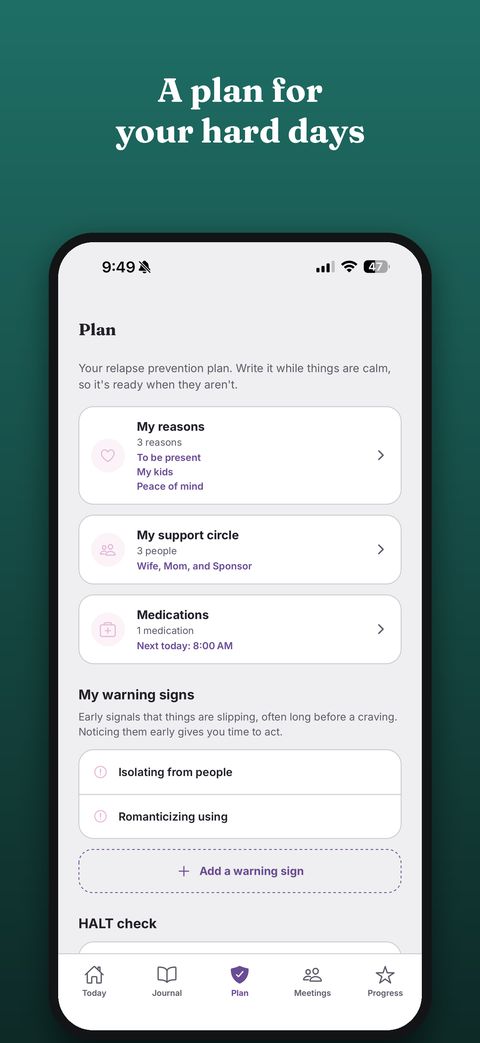 A plan for
your hard days
9:49
47
Plan
Your relapse prevention plan. Write it while things are calm,
so it's ready when they aren't.
My reasons
3 reasons
To be present
My kids
Peace of mind
My support circle
3 people
Wife, Mom, and Sponsor
Medications
1 medication
Next today: 8:00 AM
My warning signs
Early signals that things are slipping, often long before a craving.
Noticing them early gives you time to act.
Isolating from people
Romanticizing using
+ Add a warning sign
HALT check
Today
Journal
Plan
Meetings
Progress